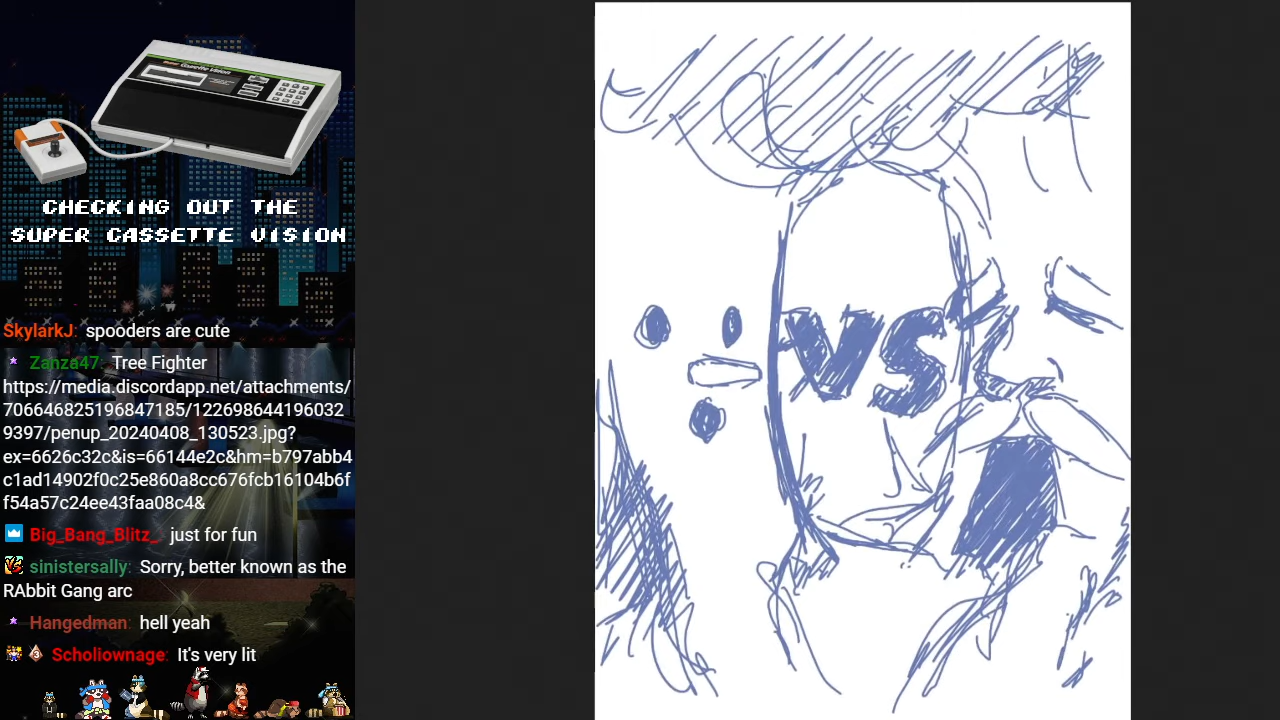 CHECKING OUT THE
SUPER CASSETTE VISION
SkylarkJ: spooders are cute
Zanza47: Tree Fighter
https://media.discordapp.net/attachments/
706646825196847185/122698644196032
9397/penup_20240408_130523.jpg?
ex=6626c32c&is=66144e2c&hm=b797abb4
c1ad14902f0c25e860a8cc676fcb16104b6f
f54a57c24ee43faa08c4&
Big_Bang_Blitz_: just for fun
sinistersally: Sorry, better known as the
RAbbit Gang arc
Hangedman: hell yeah
Scholiownage: It's very lit
VS